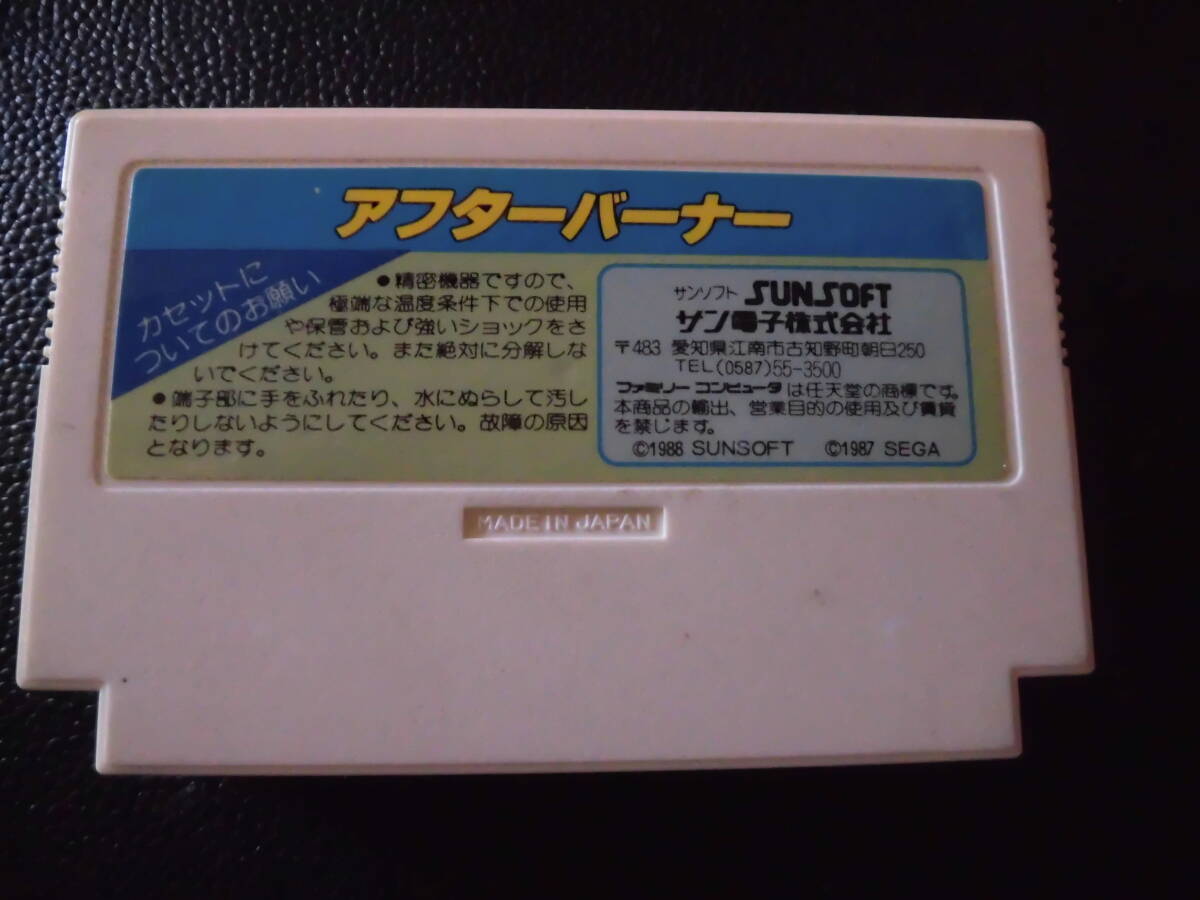 アフターバーナー
カセットに
ついてのお願い
●精密機器ですので、
極端な温度条件下での使用
や保管および強いショックをさ
けてください。また絶対に分解しな
いでください。
●端子部に手をふれたり、水にぬらして汚し
たりしないようにしてください。故障の原因
となります。
サンソフト SUNSOFT
サン電子株式会社
〒483 愛知県江南市古知野町朝日250
TEL(0587)55-3500
ファミリーコンピュータは任天堂の商標です。
本商品の輸出、営業目的の使用及び賃貸
を禁じます。
©1988 SUNSOFT ©1987 SEGA
MADE IN JAPAN